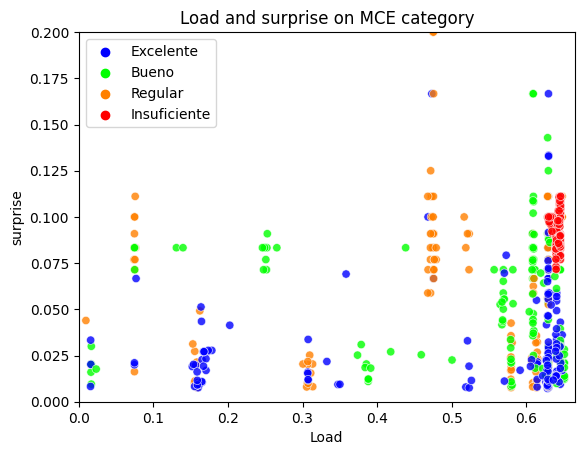 Load and surprise on MCE category
Excelente
Bueno
Regular
Insuficiente
surprise
0.200
0.175
0.150
0.125
0.100
0.075
0.050
0.025
0.000
0.0
0.1
0.2
0.3
0.4
0.5
0.6
Load